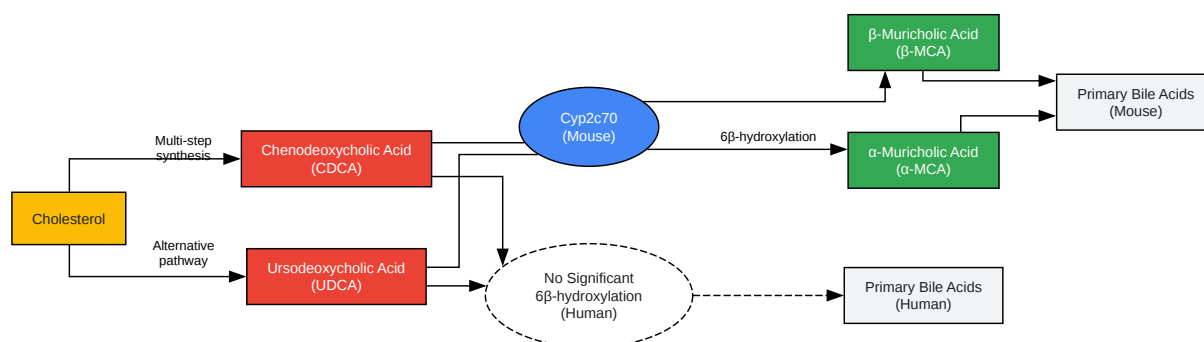 β-Muricholic Acid
(β-MCA)
Primary Bile Acids
(Mouse)
Cyp2c70
(Mouse)
6β-hydroxylation
α-Muricholic Acid
(α-MCA)
Multi-step
synthesis
Chenodeoxycholic Acid
(CDCA)
Cholesterol
Alternative
pathway
Ursodeoxycholic Acid
(UDCA)
No Significant
6β-hydroxylation
(Human)
Primary Bile Acids
(Human)